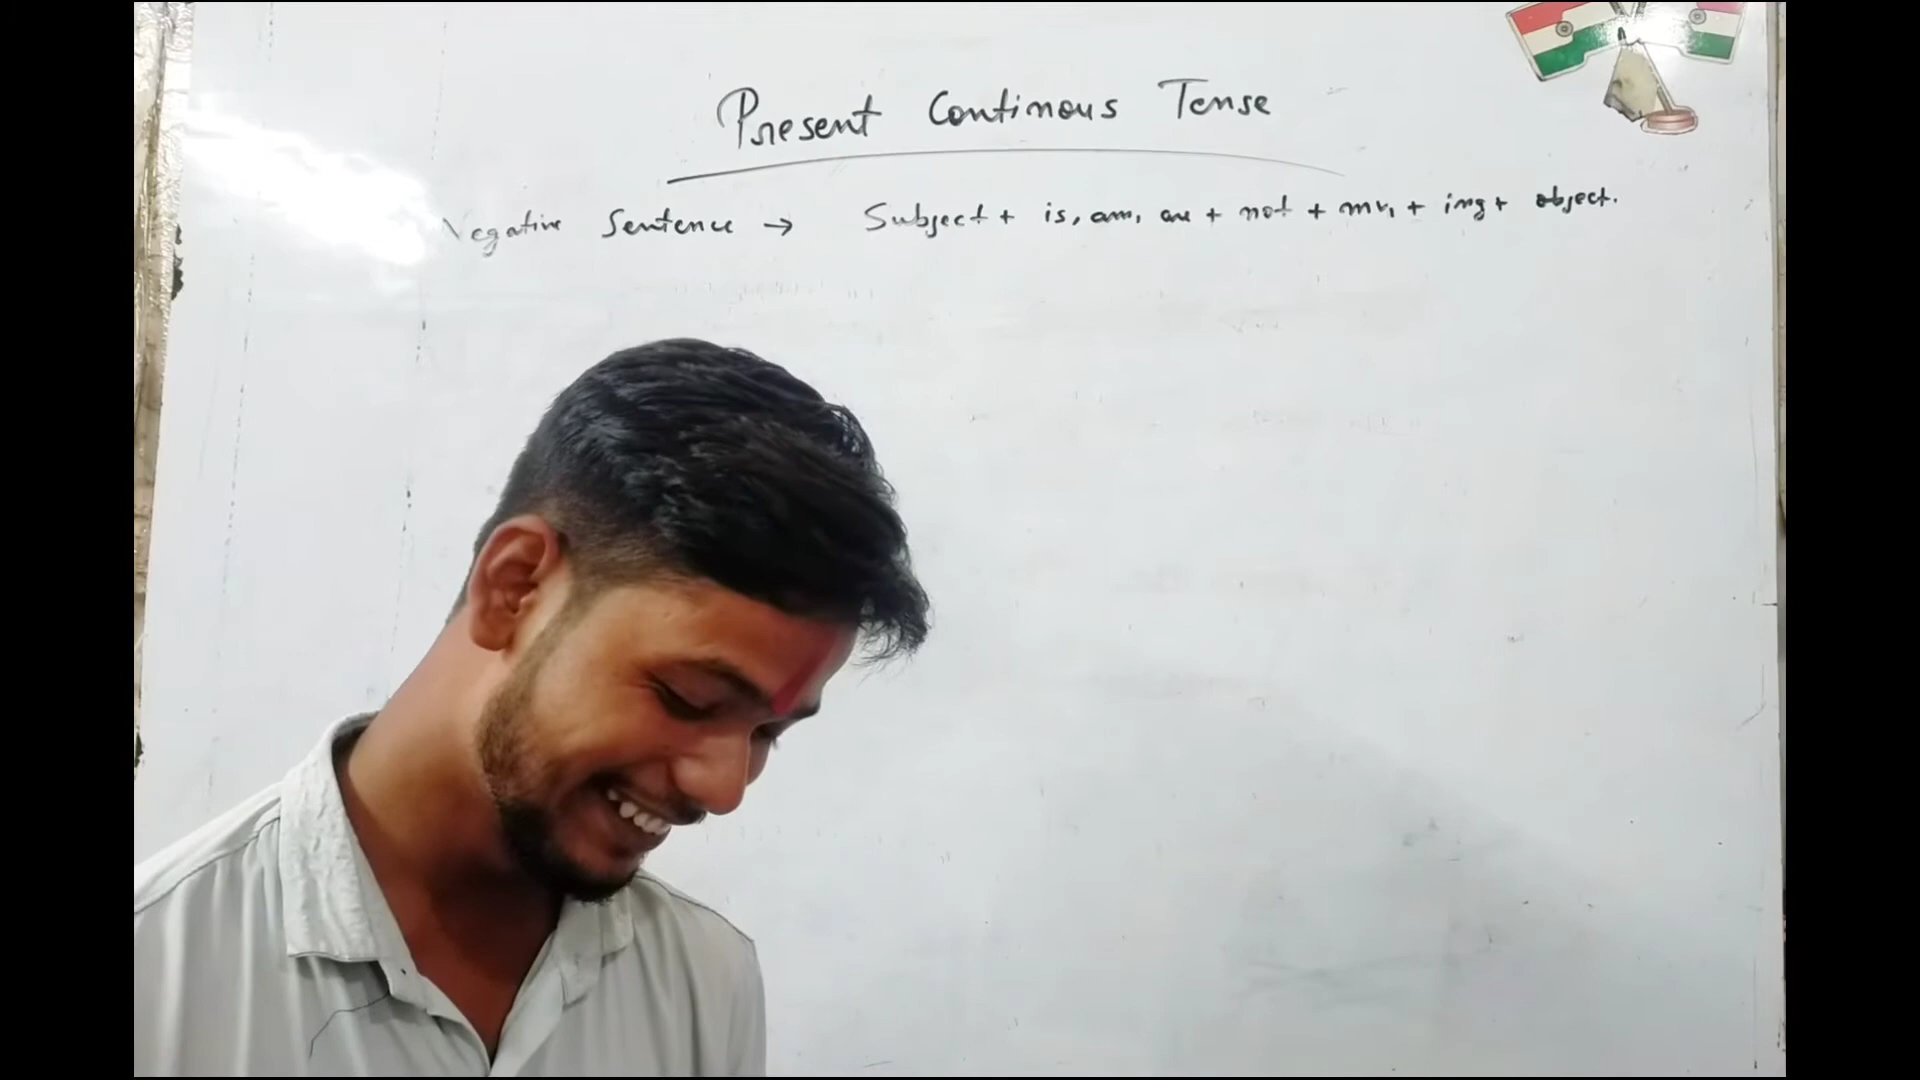 Present Continous Tense
Negative Sentence → Subject + is, am, are + not + mv₁ + ing + object.